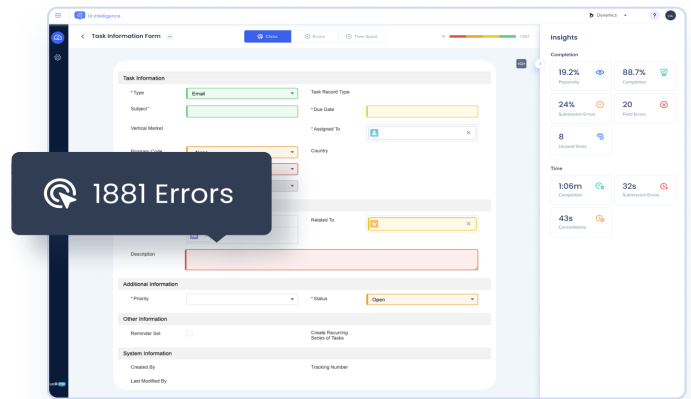 UI Intelligence
Dynamics
?
Task Information Form
Clicks
Errors
Time Spent
0
Insights
Completion
19.2%
Popularity
88.7%
Completion
24%
Submission Errors
20
Field Errors
8
Unused fields
Time
1:06m
Completion
32s
Submission Errors
43s
Cancellations
Task Information
*Type
Email
Task Record Type
Subject*
*Due Date
Vertical Market
*Assigned To
Program Code
None
Country
1881 Errors
Related To
Description
Additional Information
*Priority
*Status
Open
Other Information
Reminder Set
Create Recurring
Series of Tasks
System Information
Created By
Tracking Number
Last Modified By